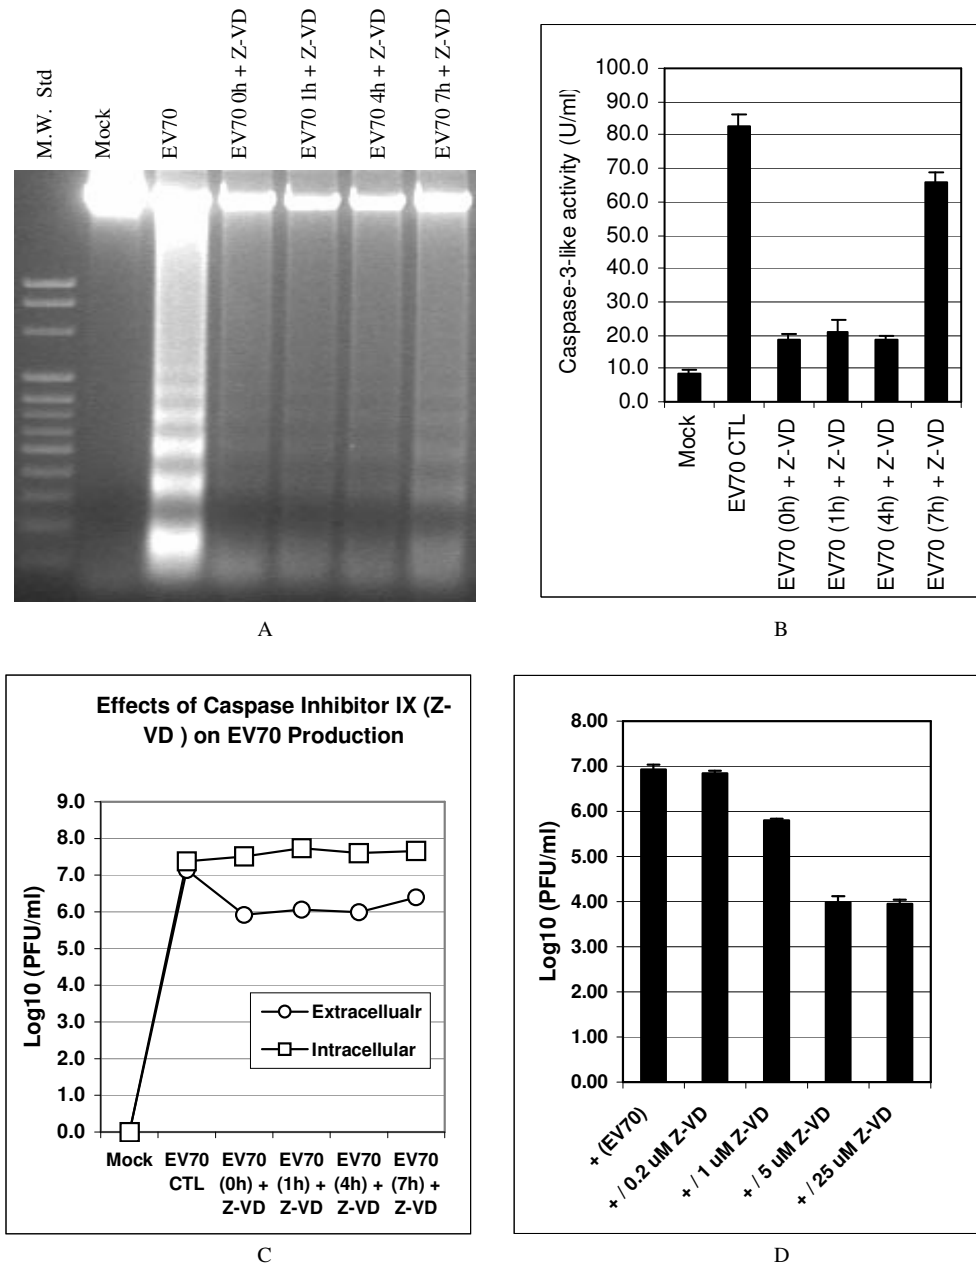 M.W. Std
Mock
EV70
EV70 0h + Z-VD
EV70 1h + Z-VD
EV70 4h + Z-VD
EV70 7h + Z-VD
A
Caspase-3-like activity (U/ml)
100.0
90.0
80.0
70.0
60.0
50.0
40.0
30.0
20.0
10.0
0.0
Mock
EV70 CTL
EV70 (0h) + Z-VD
EV70 (1h) + Z-VD
EV70 (4h) + Z-VD
EV70 (7h) + Z-VD
B
Effects of Caspase Inhibitor IX (Z-
VD ) on EV70 Production
Log10 (PFU/ml)
9.0
8.0
7.0
6.0
5.0
4.0
3.0
2.0
1.0
0.0
Extracellualr
Intracellular
Mock
EV70
CTL
EV70
(0h) +
Z-VD
EV70
(1h) +
Z-VD
EV70
(4h) +
Z-VD
EV70
(7h) +
Z-VD
C
Log10 (PFU/ml)
8.00
7.00
6.00
5.00
4.00
3.00
2.00
1.00
0.00
+ (EV70)
+ / 0.2 uM Z-VD
+ / 1 uM Z-VD
+ / 5 uM Z-VD
+ / 25 uM Z-VD
D